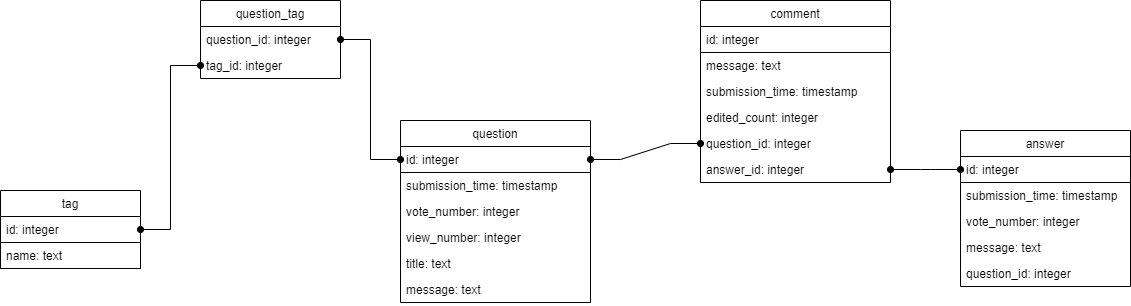 question_tag
question_id: integer
tag_id: integer
comment
id: integer
message: text
submission_time: timestamp
edited_count: integer
question_id: integer
answer_id: integer
question
id: integer
submission_time: timestamp
vote_number: integer
view_number: integer
title: text
message: text
answer
id: integer
submission_time: timestamp
vote_number: integer
message: text
question_id: integer
tag
id: integer
name: text